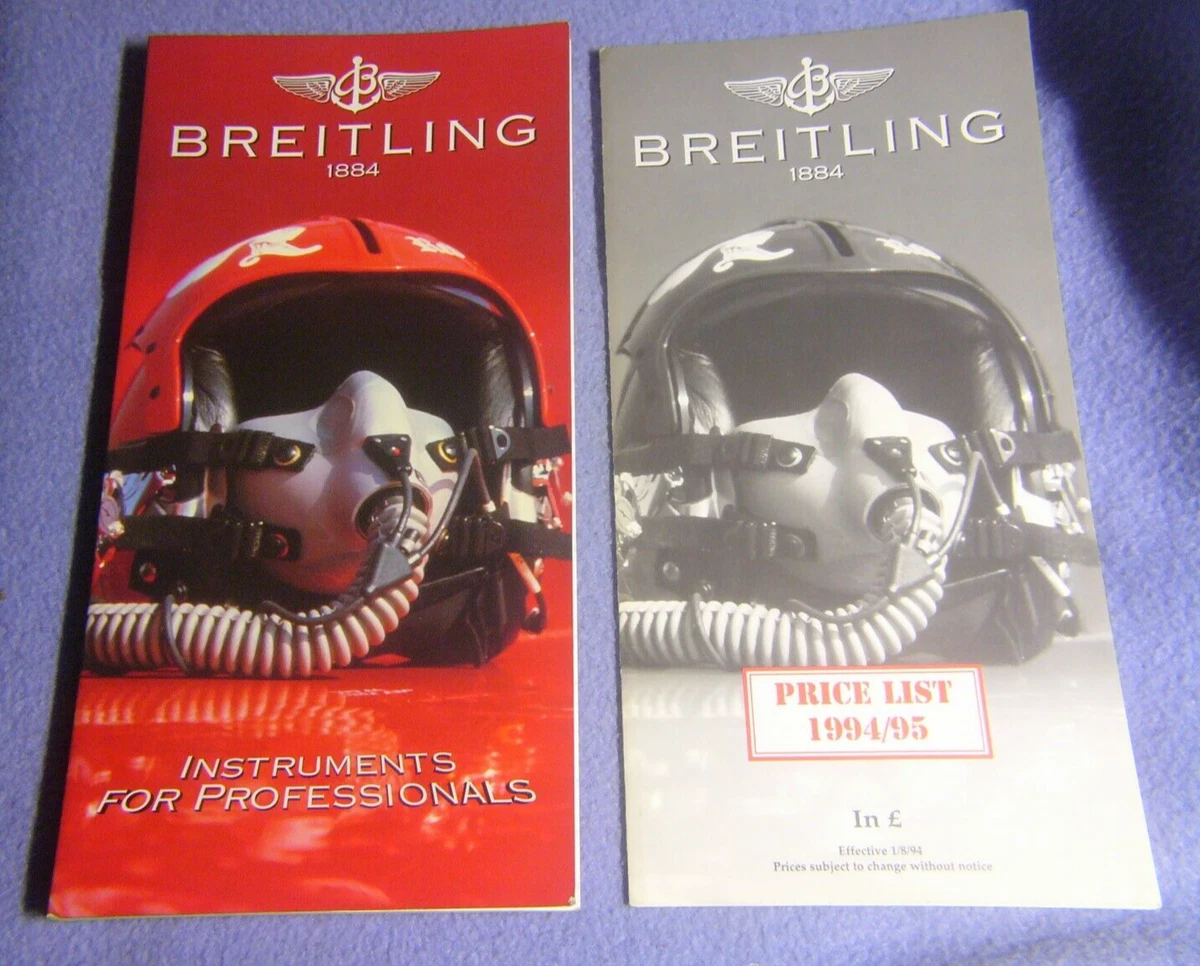 BREITLING
1884
INSTRUMENTS
FOR PROFESSIONALS
BREITLING
1884
PRICE LIST
1994/95
In £
Effective 1/8/94
Prices subject to change without notice